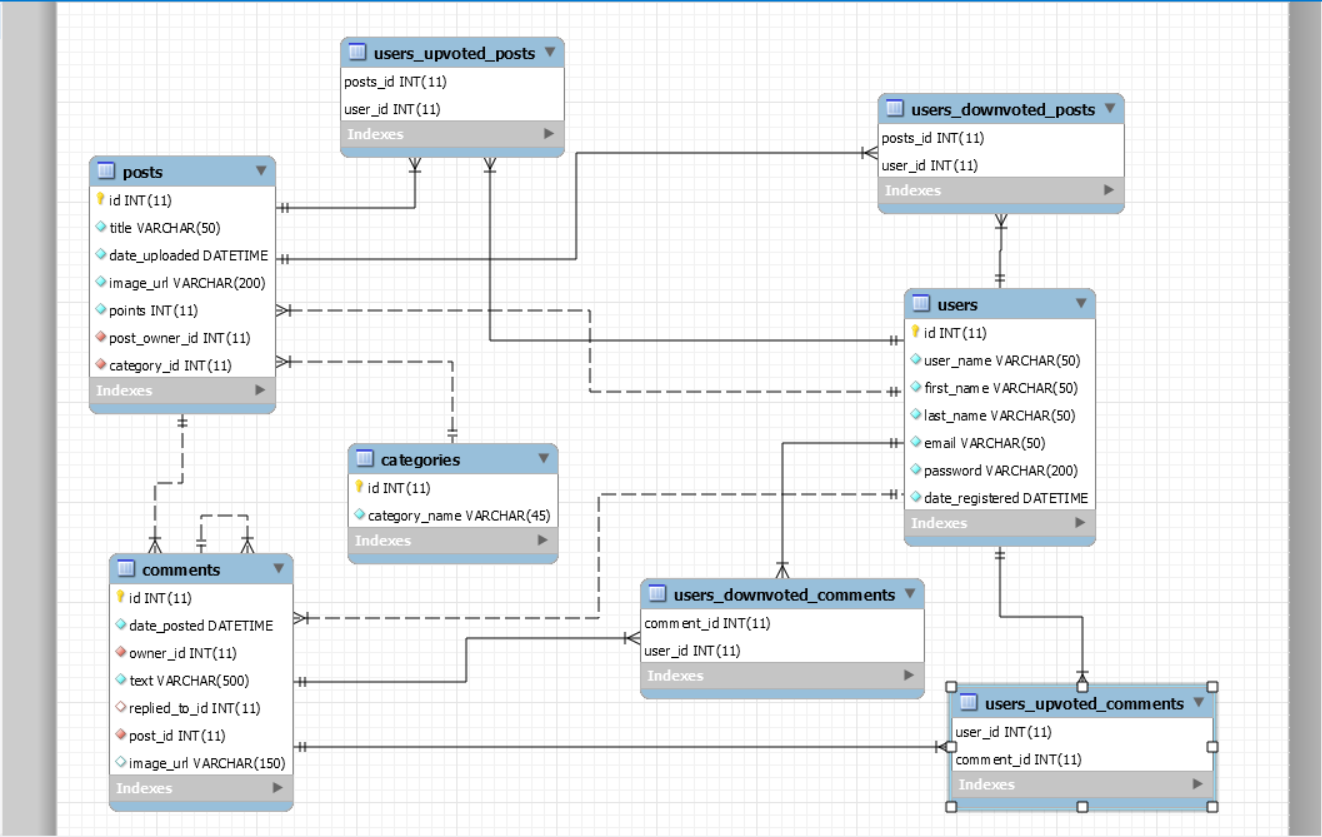 users_upvoted_posts
posts_id INT(11)
user_id INT(11)
Indexes
users_downvoted_posts
posts_id INT(11)
user_id INT(11)
Indexes
posts
id INT(11)
title VARCHAR(50)
date_uploaded DATETIME
image_url VARCHAR(200)
points INT(11)
post_owner_id INT(11)
category_id INT(11)
Indexes
users
id INT(11)
user_name VARCHAR(50)
first_name VARCHAR(50)
last_name VARCHAR(50)
email VARCHAR(50)
password VARCHAR(200)
date_registered DATETIME
Indexes
categories
id INT(11)
category_name VARCHAR(45)
Indexes
comments
id INT(11)
date_posted DATETIME
owner_id INT(11)
text VARCHAR(500)
replied_to_id INT(11)
post_id INT(11)
image_url VARCHAR(150)
Indexes
users_downvoted_comments
comment_id INT(11)
user_id INT(11)
Indexes
users_upvoted_comments
user_id INT(11)
comment_id INT(11)
Indexes